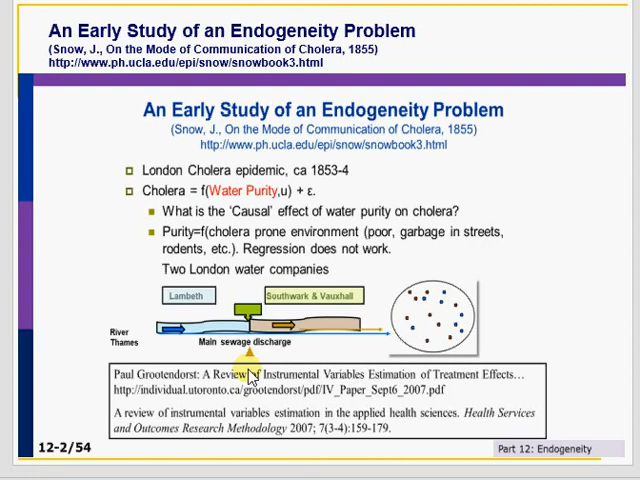 An Early Study of an Endogeneity Problem
(Snow, J., On the Mode of Communication of Cholera, 1855)
http://www.ph.ucla.edu/epi/snow/snowbook3.html
An Early Study of an Endogeneity Problem
(Snow, J., On the Mode of Communication of Cholera, 1855)
http://www.ph.ucla.edu/epi/snow/snowbook3.html
London Cholera epidemic, ca 1853-4
Cholera = f(Water Purity,u) + ε.
What is the ‘Causal’ effect of water purity on cholera?
Purity=f(cholera prone environment (poor, garbage in streets,
rodents, etc.). Regression does not work.
Two London water companies
Lambeth
Southwark & Vauxhall
River
Thames
Main sewage discharge
Paul Grootendorst: A Review of Instrumental Variables Estimation of Treatment Effects…
http://individual.utoronto.ca/grootendorst/pdf/IV_Paper_Sept6_2007.pdf
A review of instrumental variables estimation in the applied health sciences. Health Services
and Outcomes Research Methodology 2007; 7(3-4):159-179.
12-2/54
Part 12: Endogeneity